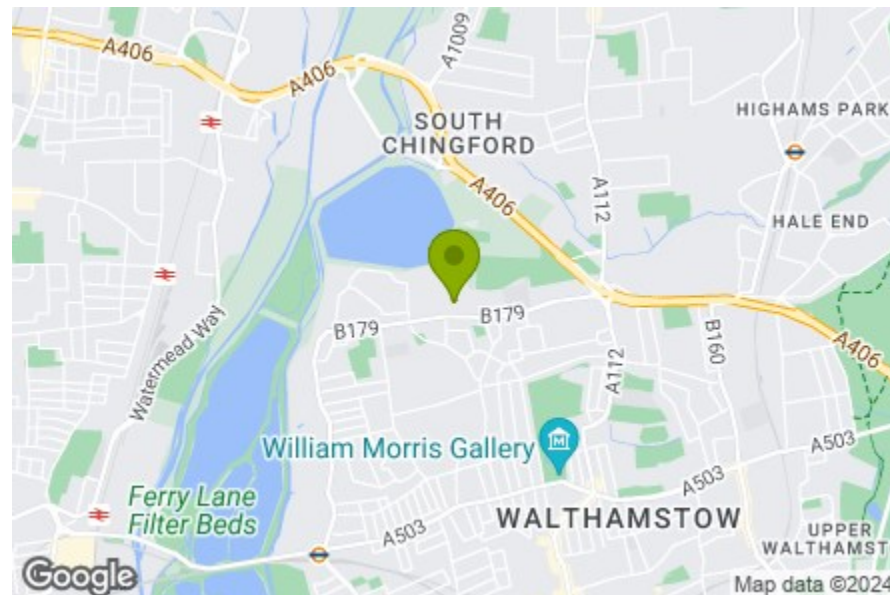 A406
A406
A1009
SOUTH
CHINGFORD
HIGHAMS PARK
A406
A112
HALE END
Watermead Way
B179
B179
B160
A112
A406
William Morris Gallery
A503
A503
Ferry Lane
Filter Beds
A503
WALTHAMSTOW
UPPER
WALTHAMST
Google
Map data ©2024